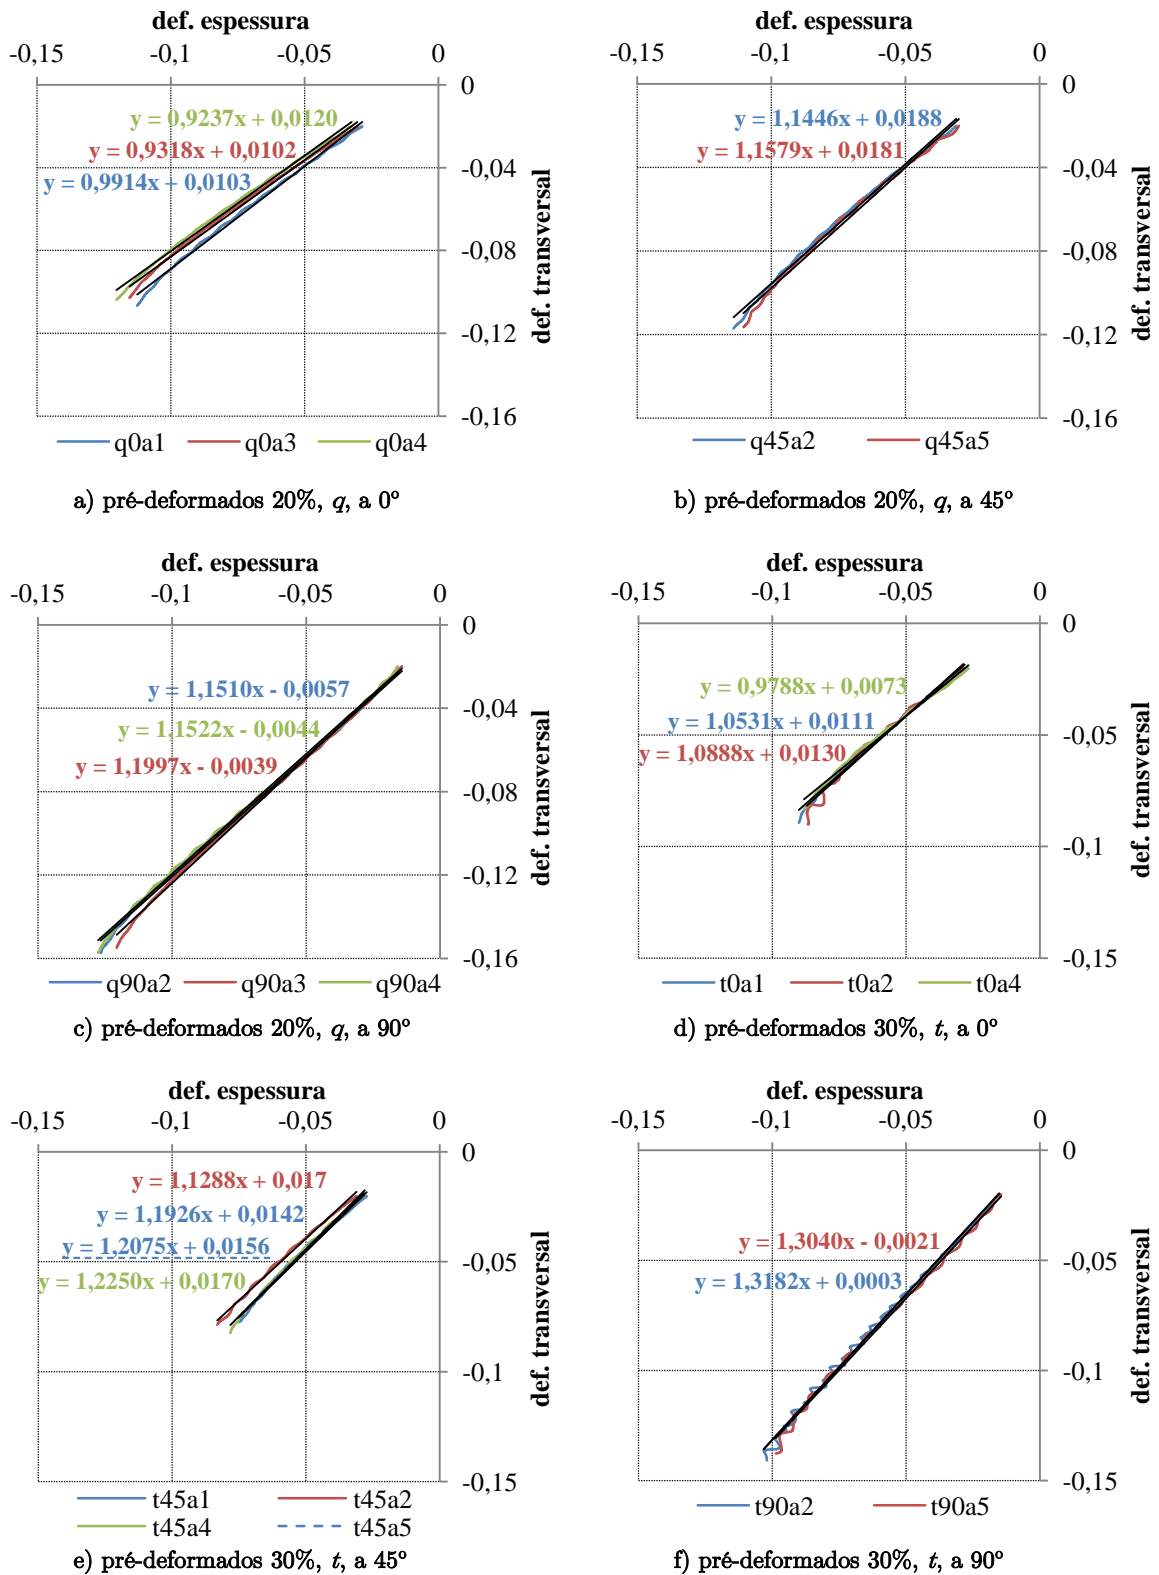 def. espessura
-0,15 -0,1 -0,05 0
0
-0,04
-0,08
-0,12
-0,16
def. transversal
y = 0,9237x + 0,0120
y = 0,9318x + 0,0102
y = 0,9914x + 0,0103
q0a1 q0a3 q0a4
a) pré-deformados 20%, q, a 0º
def. espessura
-0,15 -0,1 -0,05 0
0
-0,04
-0,08
-0,12
-0,16
def. transversal
y = 1,1446x + 0,0188
y = 1,1579x + 0,0181
q45a2 q45a5
b) pré-deformados 20%, q, a 45º
def. espessura
-0,15 -0,1 -0,05 0
0
-0,04
-0,08
-0,12
-0,16
def. transversal
y = 1,1510x - 0,0057
y = 1,1522x - 0,0044
y = 1,1997x - 0,0039
q90a2 q90a3 q90a4
c) pré-deformados 20%, q, a 90º
def. espessura
-0,15 -0,1 -0,05 0
0
-0,05
-0,1
-0,15
def. transversal
y = 0,9788x + 0,0073
y = 1,0531x + 0,0111
y = 1,0888x + 0,0130
t0a1 t0a2 t0a4
d) pré-deformados 30%, t, a 0º
def. espessura
-0,15 -0,1 -0,05 0
0
-0,05
-0,1
-0,15
def. transversal
y = 1,1288x + 0,017
y = 1,1926x + 0,0142
y = 1,2075x + 0,0156
y = 1,2250x + 0,0170
t45a1 t45a2
t45a4 t45a5
e) pré-deformados 30%, t, a 45º
def. espessura
-0,15 -0,1 -0,05 0
0
-0,05
-0,1
-0,15
def. transversal
y = 1,3040x - 0,0021
y = 1,3182x + 0,0003
t90a2 t90a5
f) pré-deformados 30%, t, a 90º